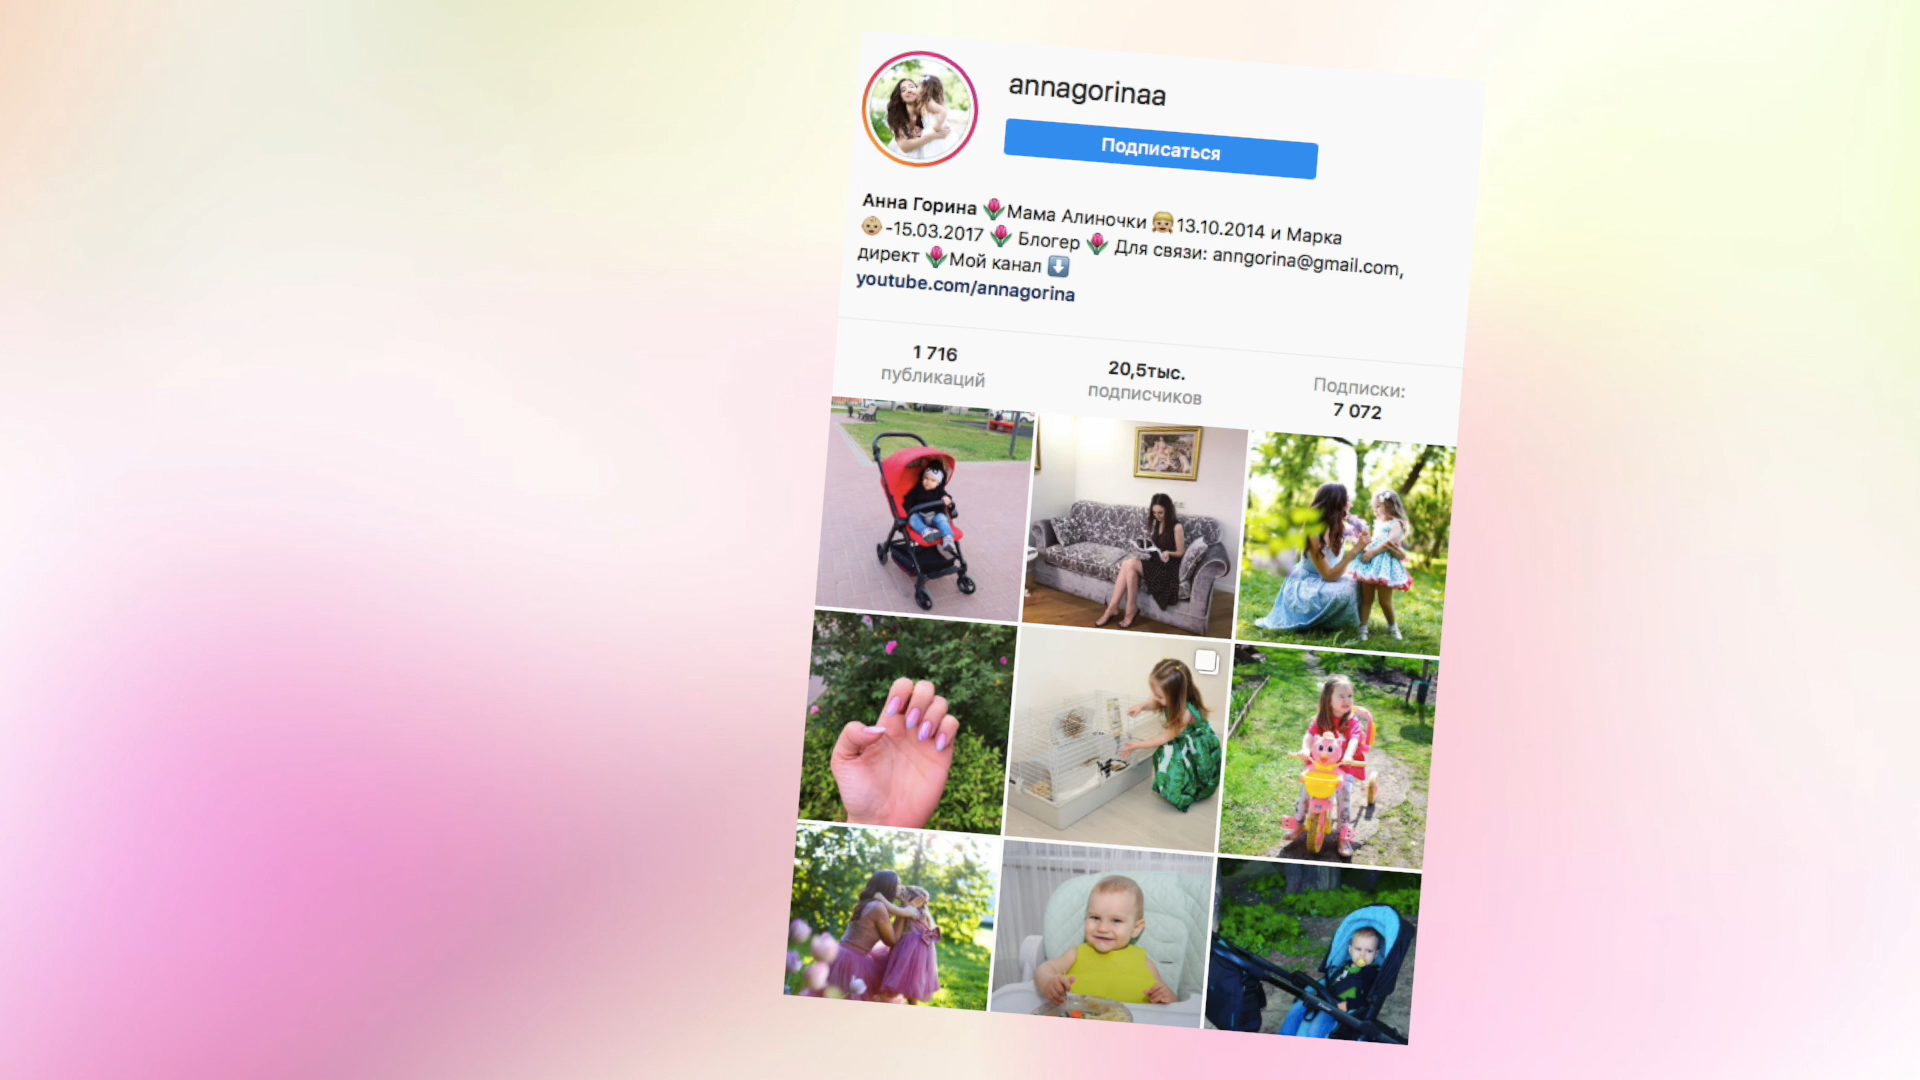 annagorinaa
Подписаться
Анна Горина 🌷Мама Алиночки 👧13.10.2014 и Марка
👶-15.03.2017 🌷 Блогер 🌷 Для связи: anngorina@gmail.com,
директ 🌷Мой канал ⬇️
youtube.com/annagorina
1 716
публикаций
20,5тыс.
подписчиков
Подписки:
7 072